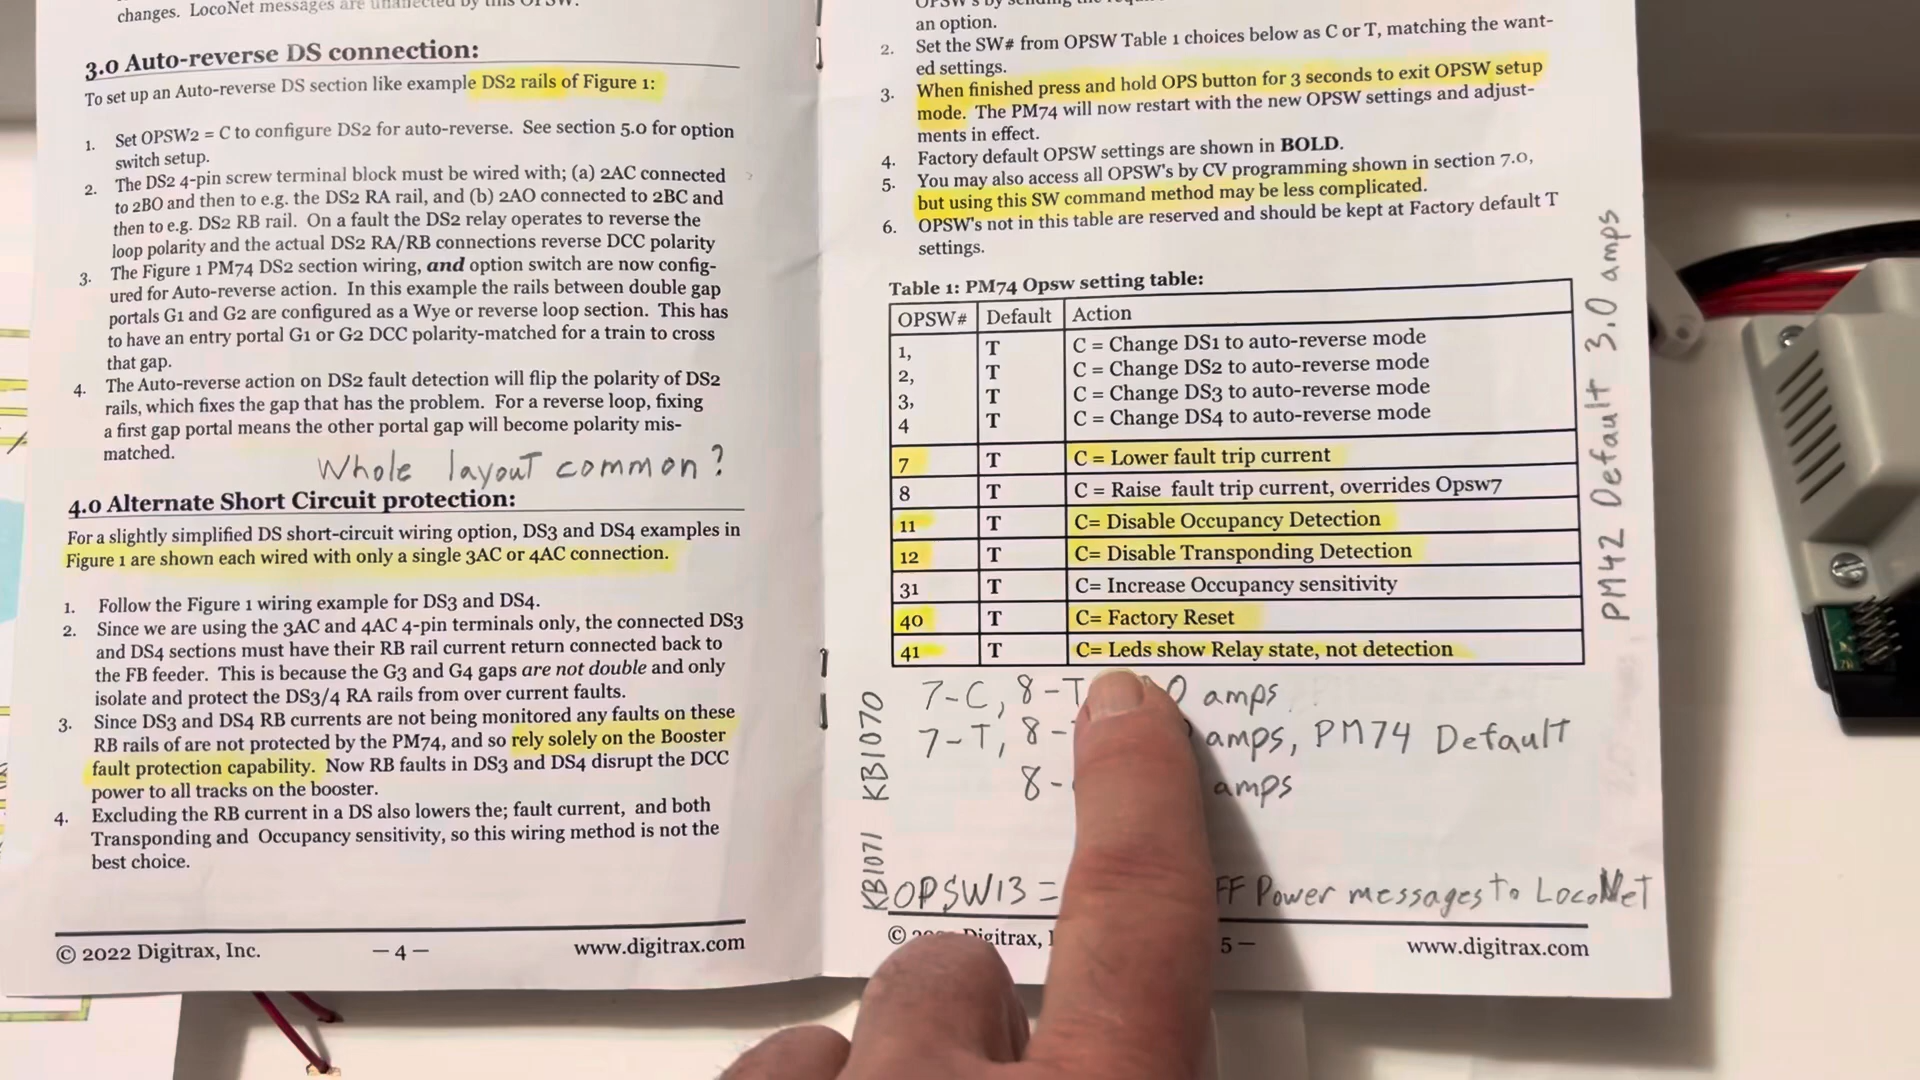 changes. LocoNet messages are unaffected by this OPSW.
3.0 Auto-reverse DS connection:
To set up an Auto-reverse DS section like example DS2 rails of Figure 1:
1. Set OPSW2 = C to configure DS2 for auto-reverse. See section 5.0 for option
switch setup.
2. The DS2 4-pin screw terminal block must be wired with; (a) 2AC connected
to 2BO and then to e.g. the DS2 RA rail, and (b) 2AO connected to 2BC and
then to e.g. DS2 RB rail. On a fault the DS2 relay operates to reverse the
loop polarity and the actual DS2 RA/RB connections reverse DCC polarity
3. The Figure 1 PM74 DS2 section wiring, and option switch are now config-
ured for Auto-reverse action. In this example the rails between double gap
portals G1 and G2 are configured as a Wye or reverse loop section. This has
to have an entry portal G1 or G2 DCC polarity-matched for a train to cross
that gap.
4. The Auto-reverse action on DS2 fault detection will flip the polarity of DS2
rails, which fixes the gap that has the problem. For a reverse loop, fixing
a first gap portal means the other portal gap will become polarity mis-
matched.
Whole layout common?
4.0 Alternate Short Circuit protection:
For a slightly simplified DS short-circuit wiring option, DS3 and DS4 examples in
Figure 1 are shown each wired with only a single 3AC or 4AC connection.
1. Follow the Figure 1 wiring example for DS3 and DS4.
2. Since we are using the 3AC and 4AC 4-pin terminals only, the connected DS3
and DS4 sections must have their RB rail current return connected back to
the FB feeder. This is because the G3 and G4 gaps are not double and only
isolate and protect the DS3/4 RA rails from over current faults.
3. Since DS3 and DS4 RB currents are not being monitored any faults on these
RB rails of are not protected by the PM74, and so rely solely on the Booster
fault protection capability. Now RB faults in DS3 and DS4 disrupt the DCC
power to all tracks on the booster.
4. Excluding the RB current in a DS also lowers the; fault current, and both
Transponding and Occupancy sensitivity, so this wiring method is not the
best choice.
© 2022 Digitrax, Inc. — 4 — www.digitrax.com
OPSW's by sending the
an option.
2. Set the SW# from OPSW Table 1 choices below as C or T, matching the want-
ed settings.
3. When finished press and hold OPS button for 3 seconds to exit OPSW setup
mode. The PM74 will now restart with the new OPSW settings and adjust-
ments in effect.
4. Factory default OPSW settings are shown in BOLD.
5. You may also access all OPSW's by CV programming shown in section 7.0,
but using this SW command method may be less complicated.
6. OPSW's not in this table are reserved and should be kept at Factory default T
settings.
Table 1: PM74 Opsw setting table:
OPSW# Default Action
1, T C = Change DS1 to auto-reverse mode
2, T C = Change DS2 to auto-reverse mode
3, T C = Change DS3 to auto-reverse mode
4 T C = Change DS4 to auto-reverse mode
7 T C = Lower fault trip current
8 T C = Raise fault trip current, overrides Opsw7
11 T C= Disable Occupancy Detection
12 T C= Disable Transponding Detection
31 T C= Increase Occupancy sensitivity
40 T C= Factory Reset
41 T C= Leds show Relay state, not detection
7-C, 8-T 0 amps
7-T, 8- amps, PM74 Default
8- amps
OPSW13 = FF Power messages to LocoNet
© Digitrax, 5 — www.digitrax.com
KB1071 KB1070
PM42 Default 3.0 amps